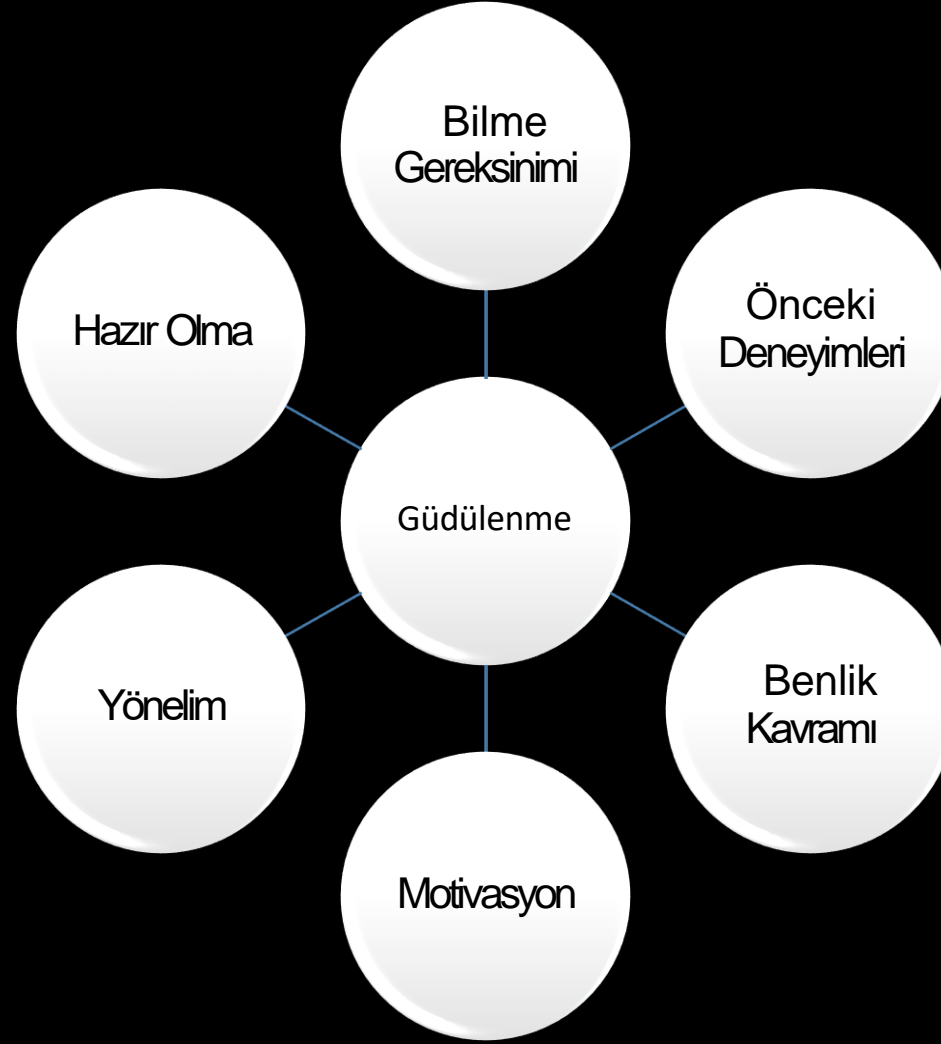 Bilme
Gereksinimi
Önceki
Deneyimleri
Hazır Olma
Güdülenme
Benlik
Kavramı
Yönelim
Motivasyon